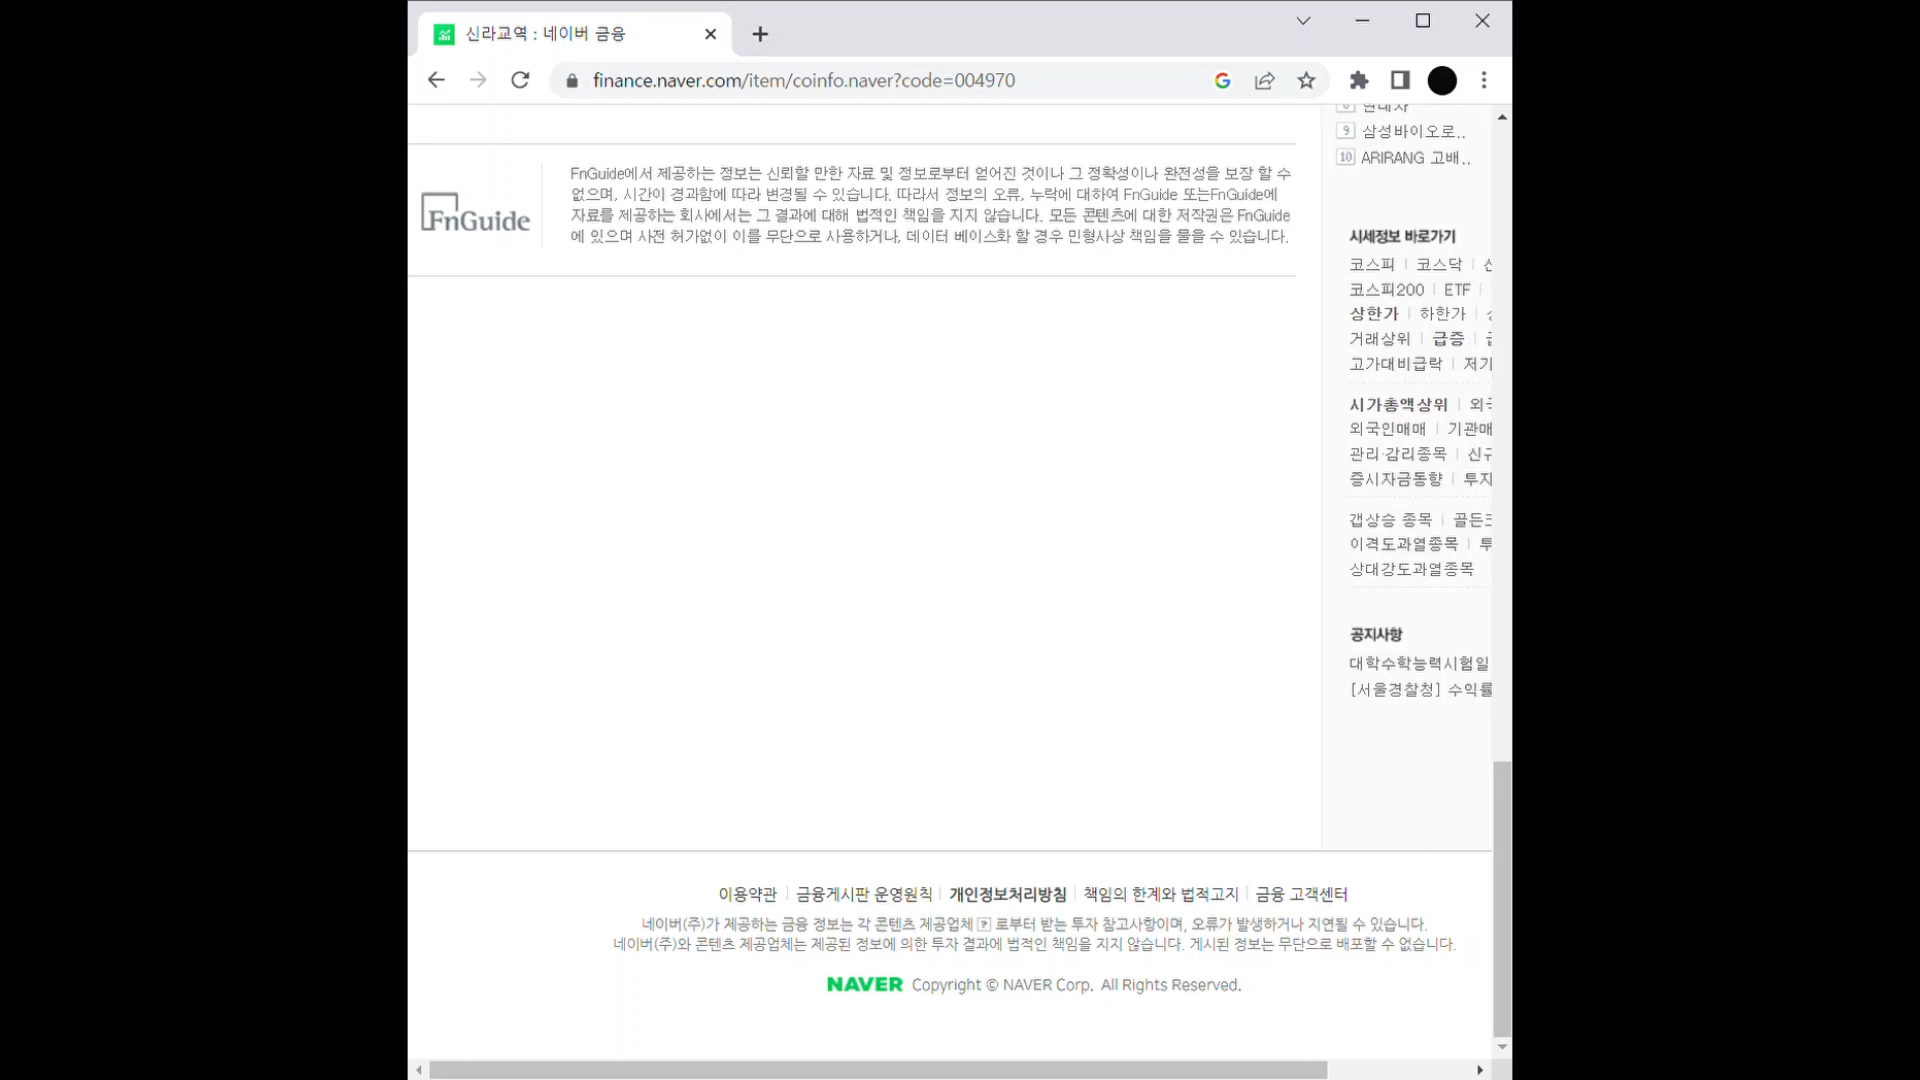 신라교역 : 네이버 금융
finance.naver.com/item/coinfo.naver?code=004970
9 삼성바이오로..
10 ARIRANG 고배..
FnGuide
FnGuide에서 제공하는 정보는 신뢰할 만한 자료 및 정보로부터 얻어진 것이나 그 정확성이나 완전성을 보장 할 수
없으며, 시간이 경과함에 따라 변경될 수 있습니다. 따라서 정보의 오류, 누락에 대하여 FnGuide 또는FnGuide에
자료를 제공하는 회사에서는 그 결과에 대해 법적인 책임을 지지 않습니다. 모든 콘텐츠에 대한 저작권은 FnGuide
에 있으며 사전 허가없이 이를 무단으로 사용하거나, 데이터 베이스화 할 경우 민형사상 책임을 물을 수 있습니다.
시세정보 바로가기
코스피 코스닥
코스피200 ETF
상한가 하한가
거래상위 급증
고가대비급락
시가총액상위
외국인매매 기관매
관리·감리종목 신규
증시자금동향 투자
갭상승 종목
이격도과열종목 투
상대강도과열종목
공지사항
대학수학능력시험일
[서울경찰청] 수익률
이용약관 금융게시판 운영원칙 개인정보처리방침 책임의 한계와 법적고지 금융 고객센터
네이버(주)가 제공하는 금융 정보는 각 콘텐츠 제공업체 ? 로부터 받는 투자 참고사항이며, 오류가 발생하거나 지연될 수 있습니다.
네이버(주)와 콘텐츠 제공업체는 제공된 정보에 의한 투자 결과에 법적인 책임을 지지 않습니다. 게시된 정보는 무단으로 배포할 수 없습니다.
NAVER Copyright © NAVER Corp. All Rights Reserved.